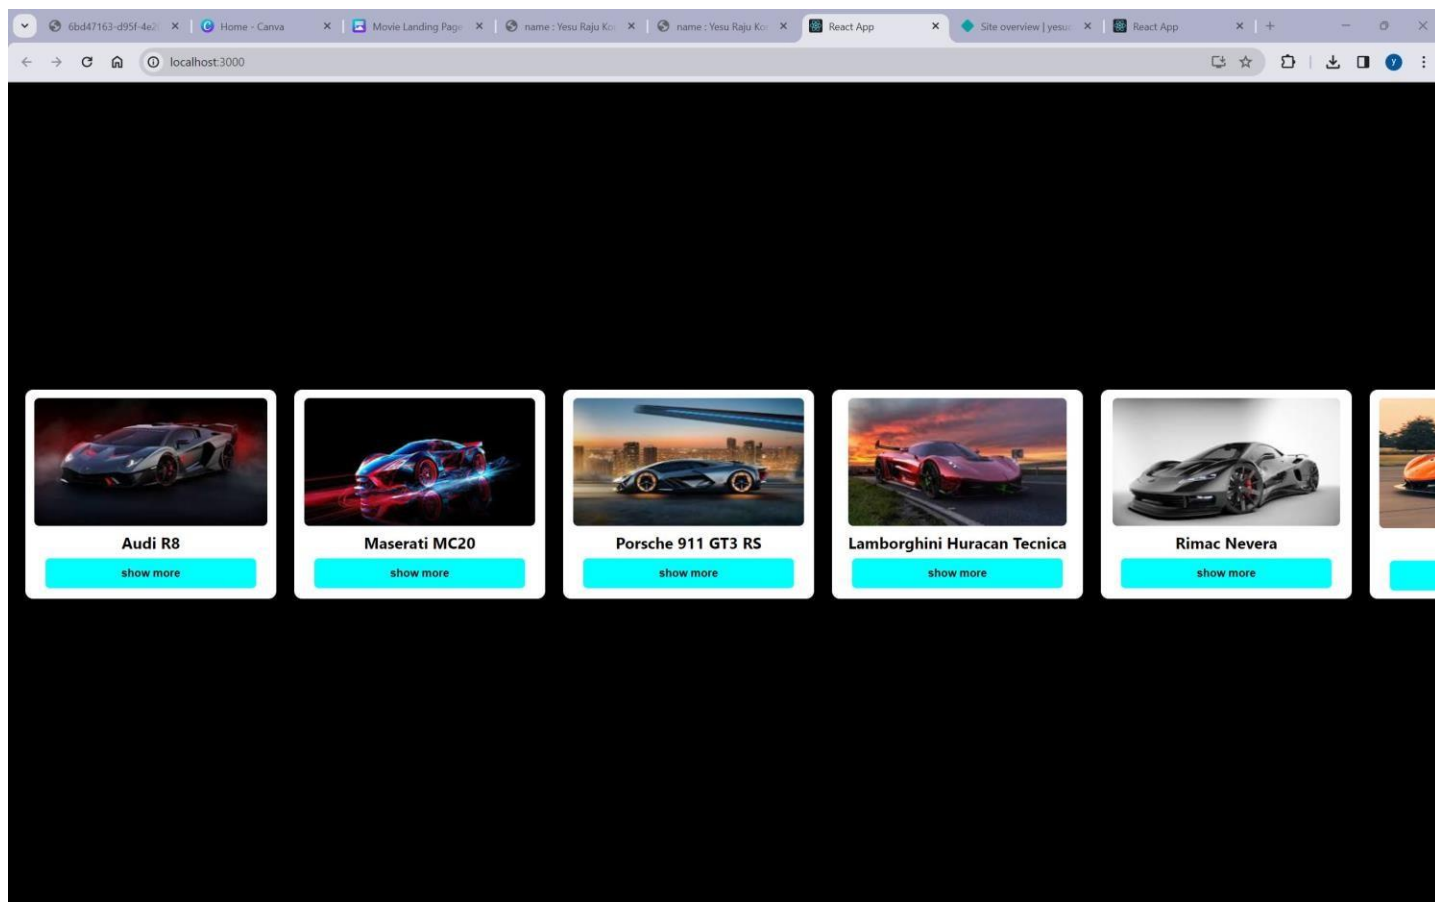 6bd47163-d95f-4e2
Home - Canva
Movie Landing Page
name : Yesu Raju Ko
name : Yesu Raju Ko
React App
Site overview | yesu
React App
localhost:3000
y
Audi R8
Maserati MC20
Porsche 911 GT3 RS
Lamborghini Huracan Tecnica
Rimac Nevera
show more
show more
show more
show more
show more